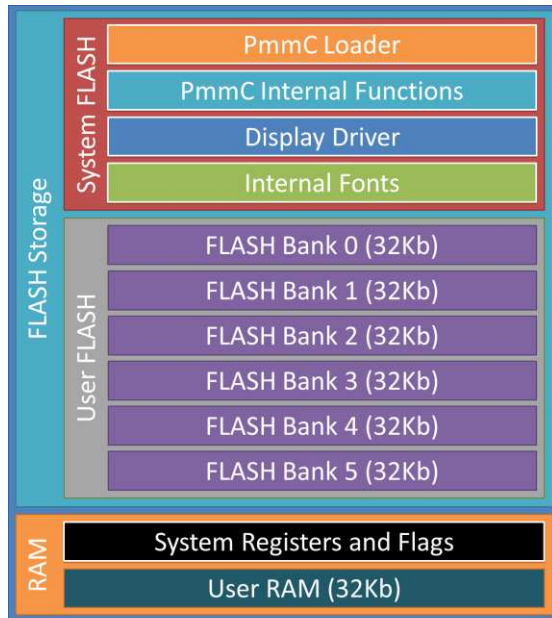 FLASH Storage
System FLASH
PmmC Loader
PmmC Internal Functions
Display Driver
Internal Fonts
User FLASH
FLASH Bank 0 (32Kb)
FLASH Bank 1 (32Kb)
FLASH Bank 2 (32Kb)
FLASH Bank 3 (32Kb)
FLASH Bank 4 (32Kb)
FLASH Bank 5 (32Kb)
RAM
System Registers and Flags
User RAM (32Kb)